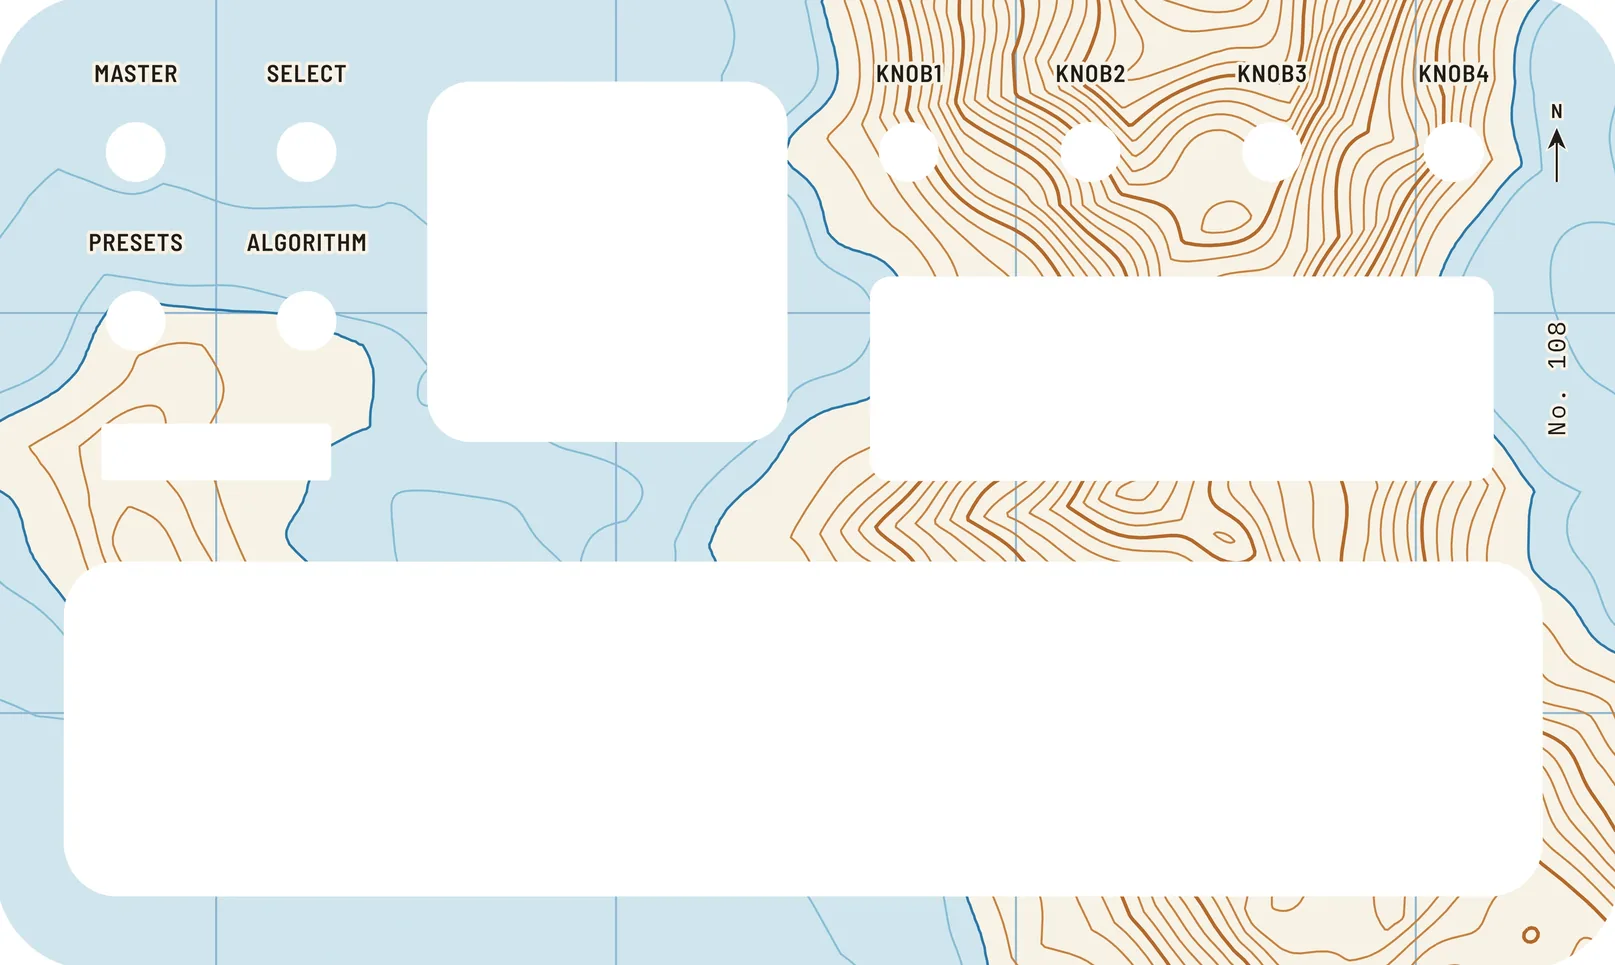 MASTER
SELECT
KNOB1
KNOB2
KNOB3
KNOB4
N
PRESETS
ALGORITHM
No. 108